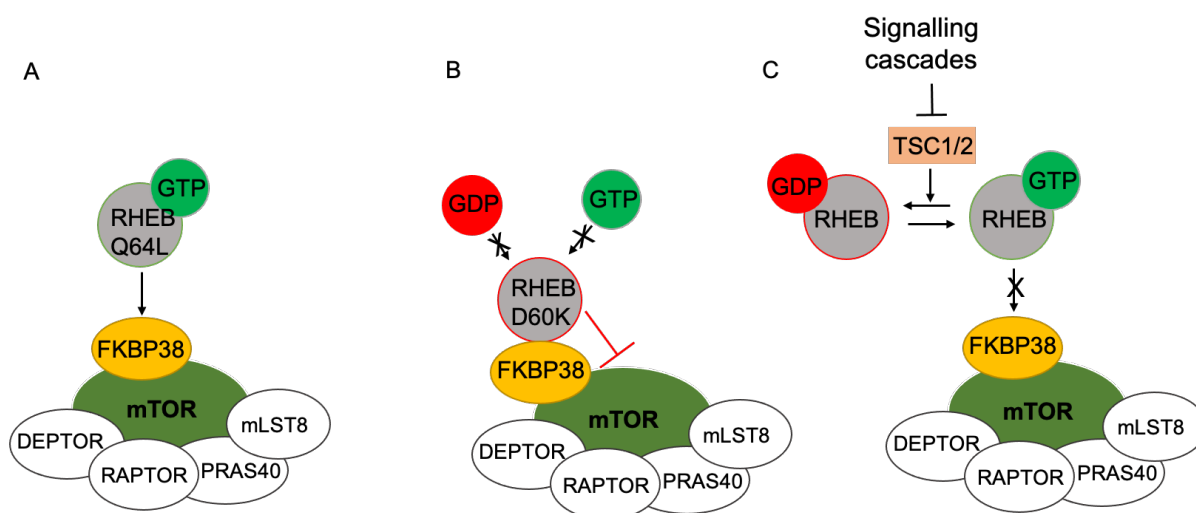 A
GTP
RHEB
Q64L
FKBP38
mTOR
DEPTOR
mLST8
RAPTOR
PRAS40
B
GDP
GTP
RHEB
D60K
FKBP38
mTOR
DEPTOR
mLST8
RAPTOR
PRAS40
C
Signalling
cascades
TSC1/2
GDP
RHEB
GTP
RHEB
FKBP38
mTOR
DEPTOR
mLST8
RAPTOR
PRAS40